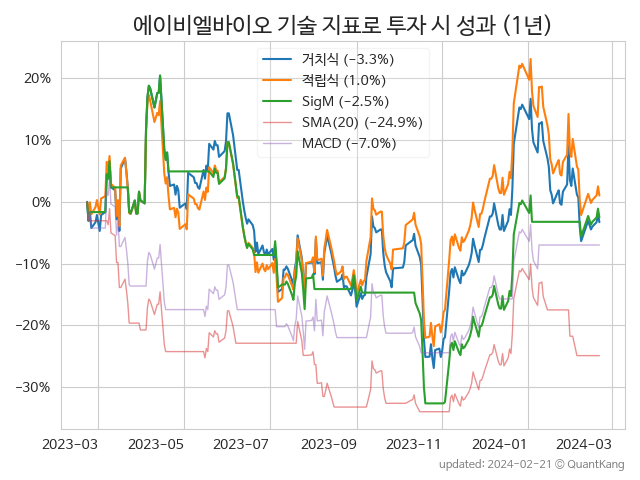 에이비엘바이오 기술 지표로 투자 시 성과 (1년)
거치식 (−3.3%)
적립식 (1.0%)
SigM (−2.5%)
SMA(20) (−24.9%)
MACD (−7.0%)
20%
10%
0%
−10%
−20%
−30%
2023-03 2023-05 2023-07 2023-09 2023-11 2024-01 2024-03
updated: 2024-02-21 © QuantKang